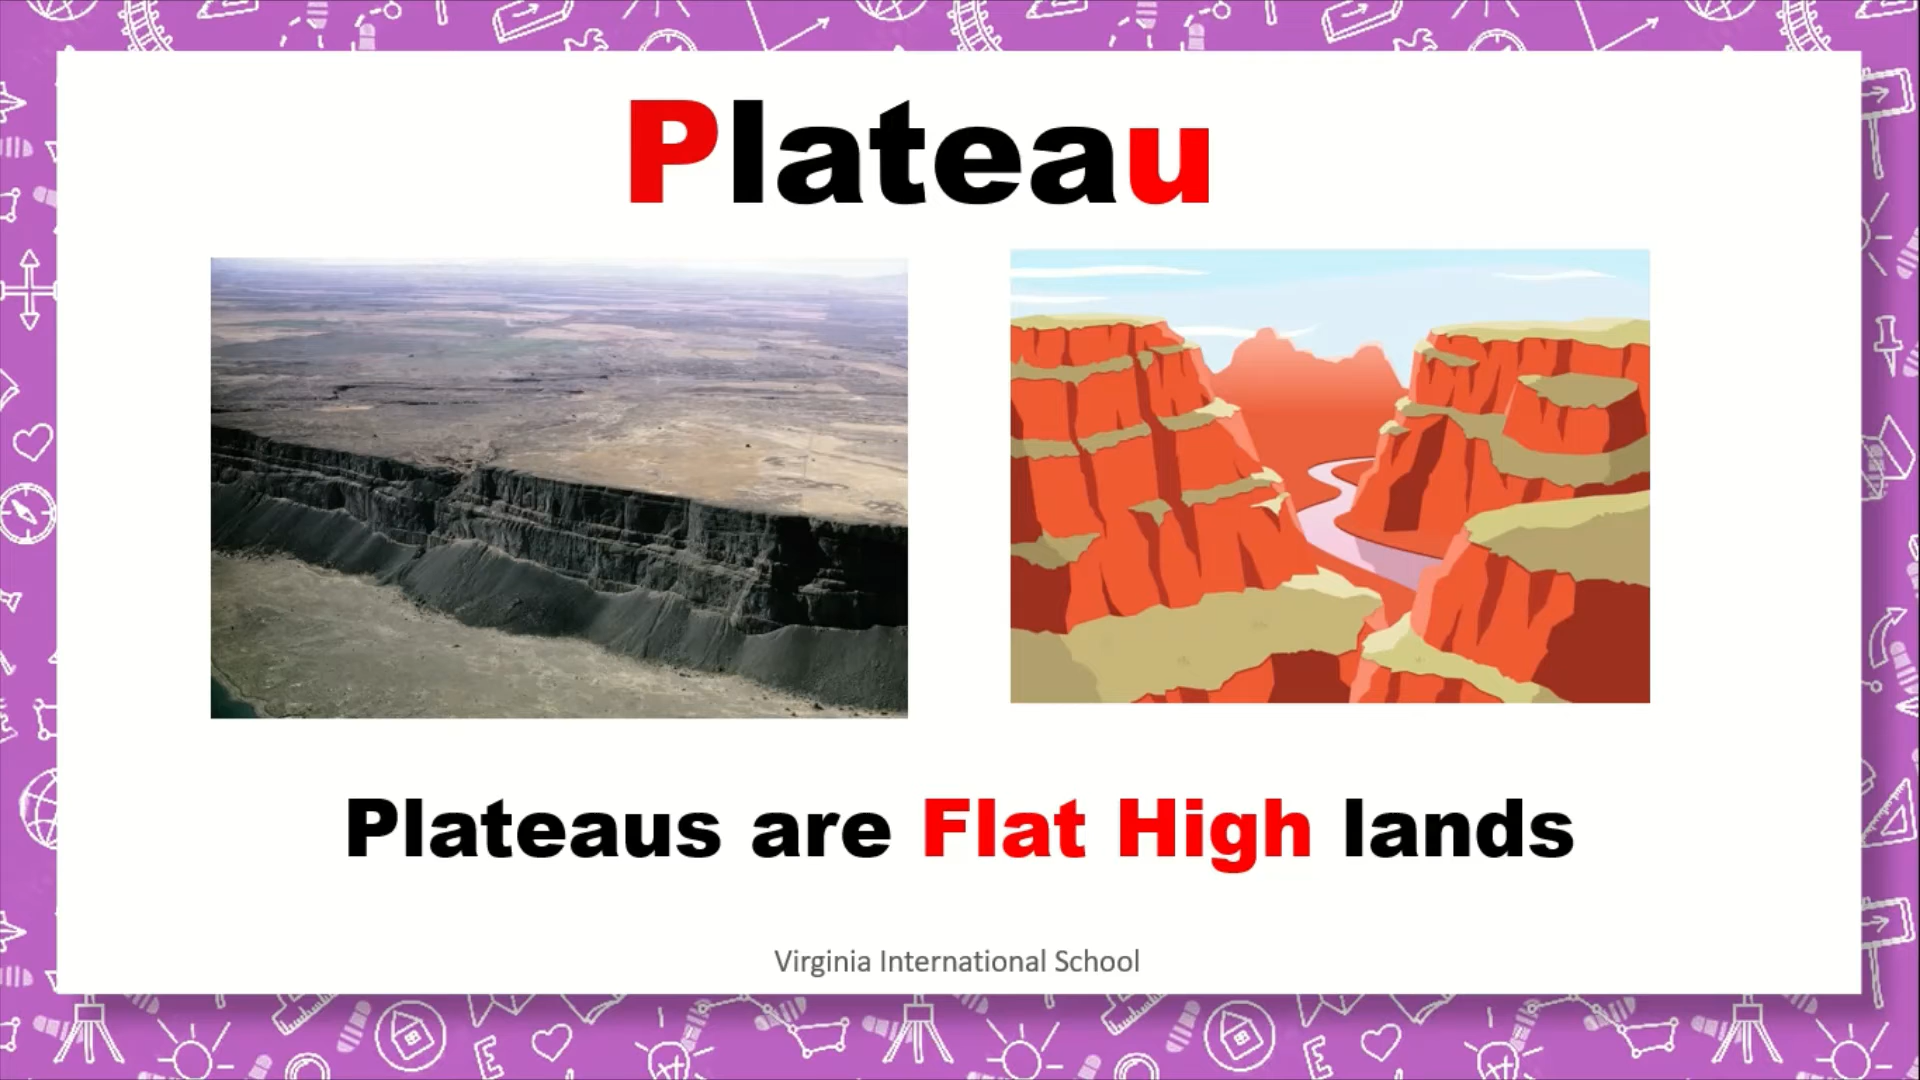 Plateau
Plateaus are Flat High lands
Virginia International School